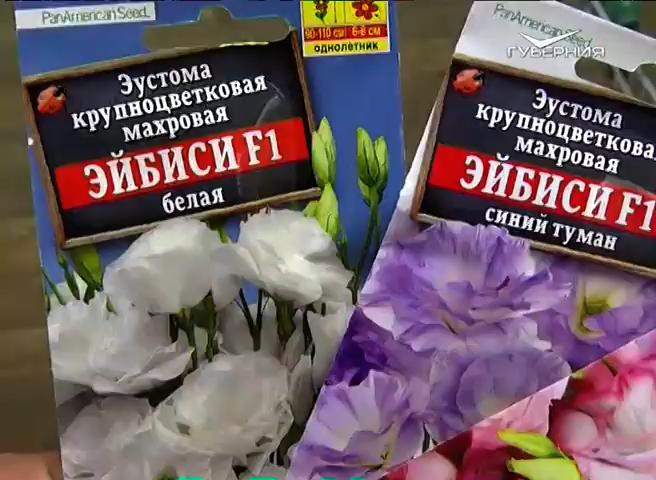 PanAmerican Seed
90-110 см 6-8 см
однолетник
Эустома
крупноцветковая
махровая
ЭЙБИСИ F1
белая
PanAmerican Seed
ГУБЕРНИЯ
Эустома
крупноцветковая
махровая
ЭЙБИСИ F1
синий туман